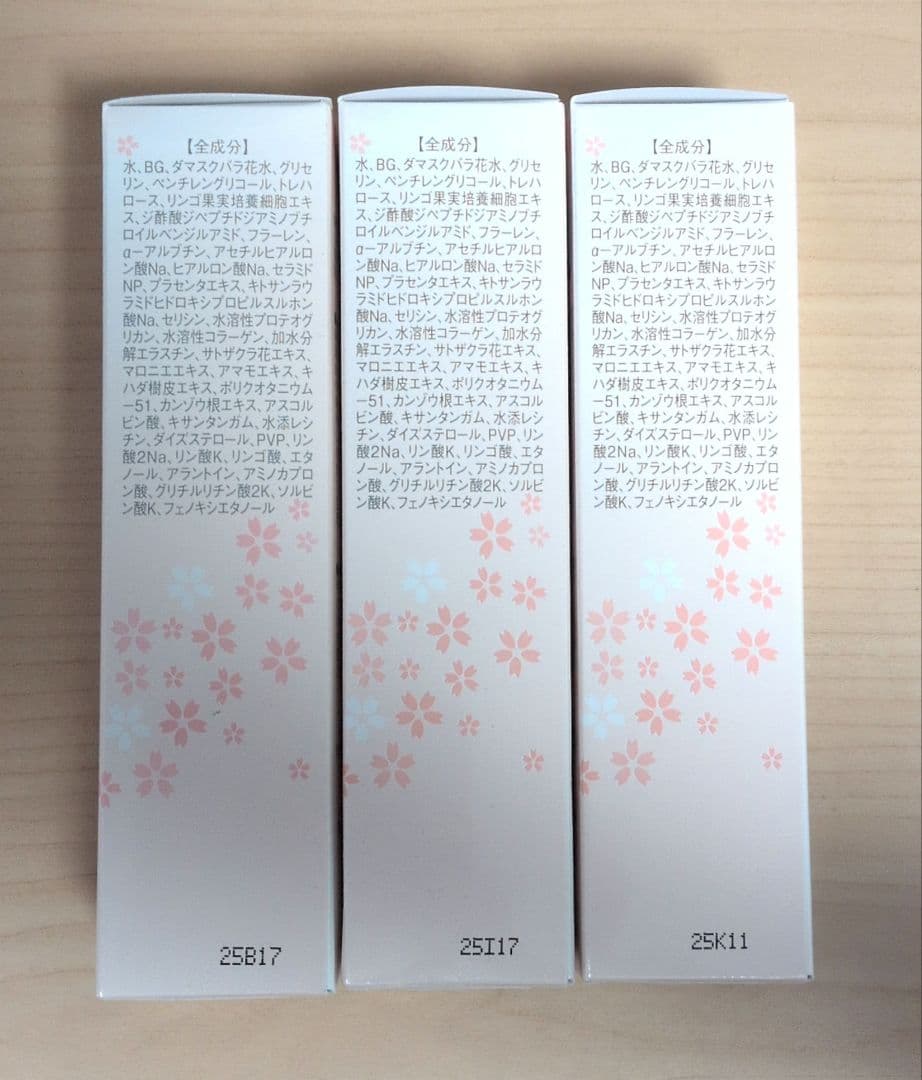 【全成分】
水、BG、ダマスクバラ花水、グリセ
リン、ペンチレングリコール、トレハ
ロース、リンゴ果実培養細胞エキ
ス、ジ酢酸ジペプチドジアミノブチ
ロイルベンジルアミド、フラーレン、
α-アルブチン、アセチルヒアルロ
ン酸Na、ヒアルロン酸Na、セラミド
NP、プラセンタエキス、キトサンラウ
ラミドヒドロキシプロピルスルホン
酸Na、セリシン、水溶性プロテオグ
リカン、水溶性コラーゲン、加水分
解エラスチン、サトザクラ花エキス、
マロニエエキス、アマモエキス、キ
ハダ樹皮エキス、ポリクオタニウム
-51、カンゾウ根エキス、アスコル
ビン酸、キサンタンガム、水添レシ
チン、ダイズステロール、PVP、リン
酸2Na、リン酸K、リンゴ酸、エタ
ノール、アラントイン、アミノカプロ
ン酸、グリチルリチン酸2K、ソルビ
ン酸K、フェノキシエタノール
25B17
【全成分】
水、BG、ダマスクバラ花水、グリセ
リン、ペンチレングリコール、トレハ
ロース、リンゴ果実培養細胞エキ
ス、ジ酢酸ジペプチドジアミノブチ
ロイルベンジルアミド、フラーレン、
α-アルブチン、アセチルヒアルロ
ン酸Na、ヒアルロン酸Na、セラミド
NP、プラセンタエキス、キトサンラウ
ラミドヒドロキシプロピルスルホン
酸Na、セリシン、水溶性プロテオグ
リカン、水溶性コラーゲン、加水分
解エラスチン、サトザクラ花エキス、
マロニエエキス、アマモエキス、キ
ハダ樹皮エキス、ポリクオタニウム
-51、カンゾウ根エキス、アスコル
ビン酸、キサンタンガム、水添レシ
チン、ダイズステロール、PVP、リン
酸2Na、リン酸K、リンゴ酸、エタ
ノール、アラントイン、アミノカプロ
ン酸、グリチルリチン酸2K、ソルビ
ン酸K、フェノキシエタノール
25I17
【全成分】
水、BG、ダマスクバラ花水、グリセ
リン、ペンチレングリコール、トレハ
ロース、リンゴ果実培養細胞エキ
ス、ジ酢酸ジペプチドジアミノブチ
ロイルベンジルアミド、フラーレン、
α-アルブチン、アセチルヒアルロ
ン酸Na、ヒアルロン酸Na、セラミド
NP、プラセンタエキス、キトサンラウ
ラミドヒドロキシプロピルスルホン
酸Na、セリシン、水溶性プロテオグ
リカン、水溶性コラーゲン、加水分
解エラスチン、サトザクラ花エキス、
マロニエエキス、アマモエキス、キ
ハダ樹皮エキス、ポリクオタニウム
-51、カンゾウ根エキス、アスコル
ビン酸、キサンタンガム、水添レシ
チン、ダイズステロール、PVP、リン
酸2Na、リン酸K、リンゴ酸、エタ
ノール、アラントイン、アミノカプロ
ン酸、グリチルリチン酸2K、ソルビ
ン酸K、フェノキシエタノール
25K11